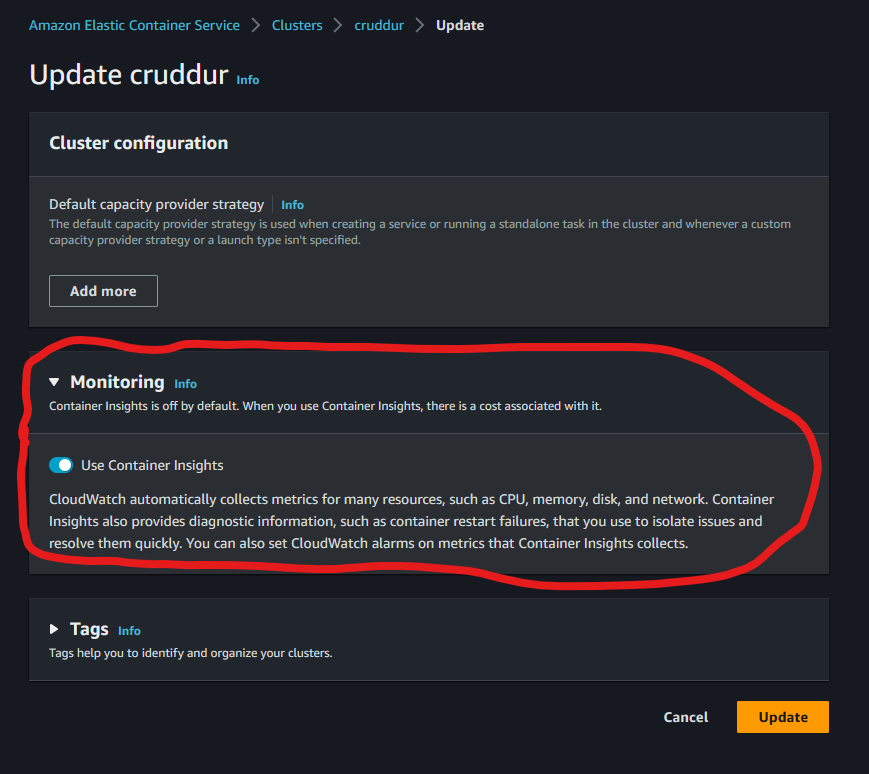 Amazon Elastic Container Service > Clusters > cruddur > Update
Update cruddur Info
Cluster configuration
Default capacity provider strategy | Info
The default capacity provider strategy is used when creating a service or running a standalone task in the cluster and whenever a custom
capacity provider strategy or a launch type isn't specified.
Add more
Monitoring Info
Container Insights is off by default. When you use Container Insights, there is a cost associated with it.
Use Container Insights
CloudWatch automatically collects metrics for many resources, such as CPU, memory, disk, and network. Container
Insights also provides diagnostic information, such as container restart failures, that you use to isolate issues and
resolve them quickly. You can also set CloudWatch alarms on metrics that Container Insights collects.
Tags Info
Tags help you to identify and organize your clusters.
Cancel Update